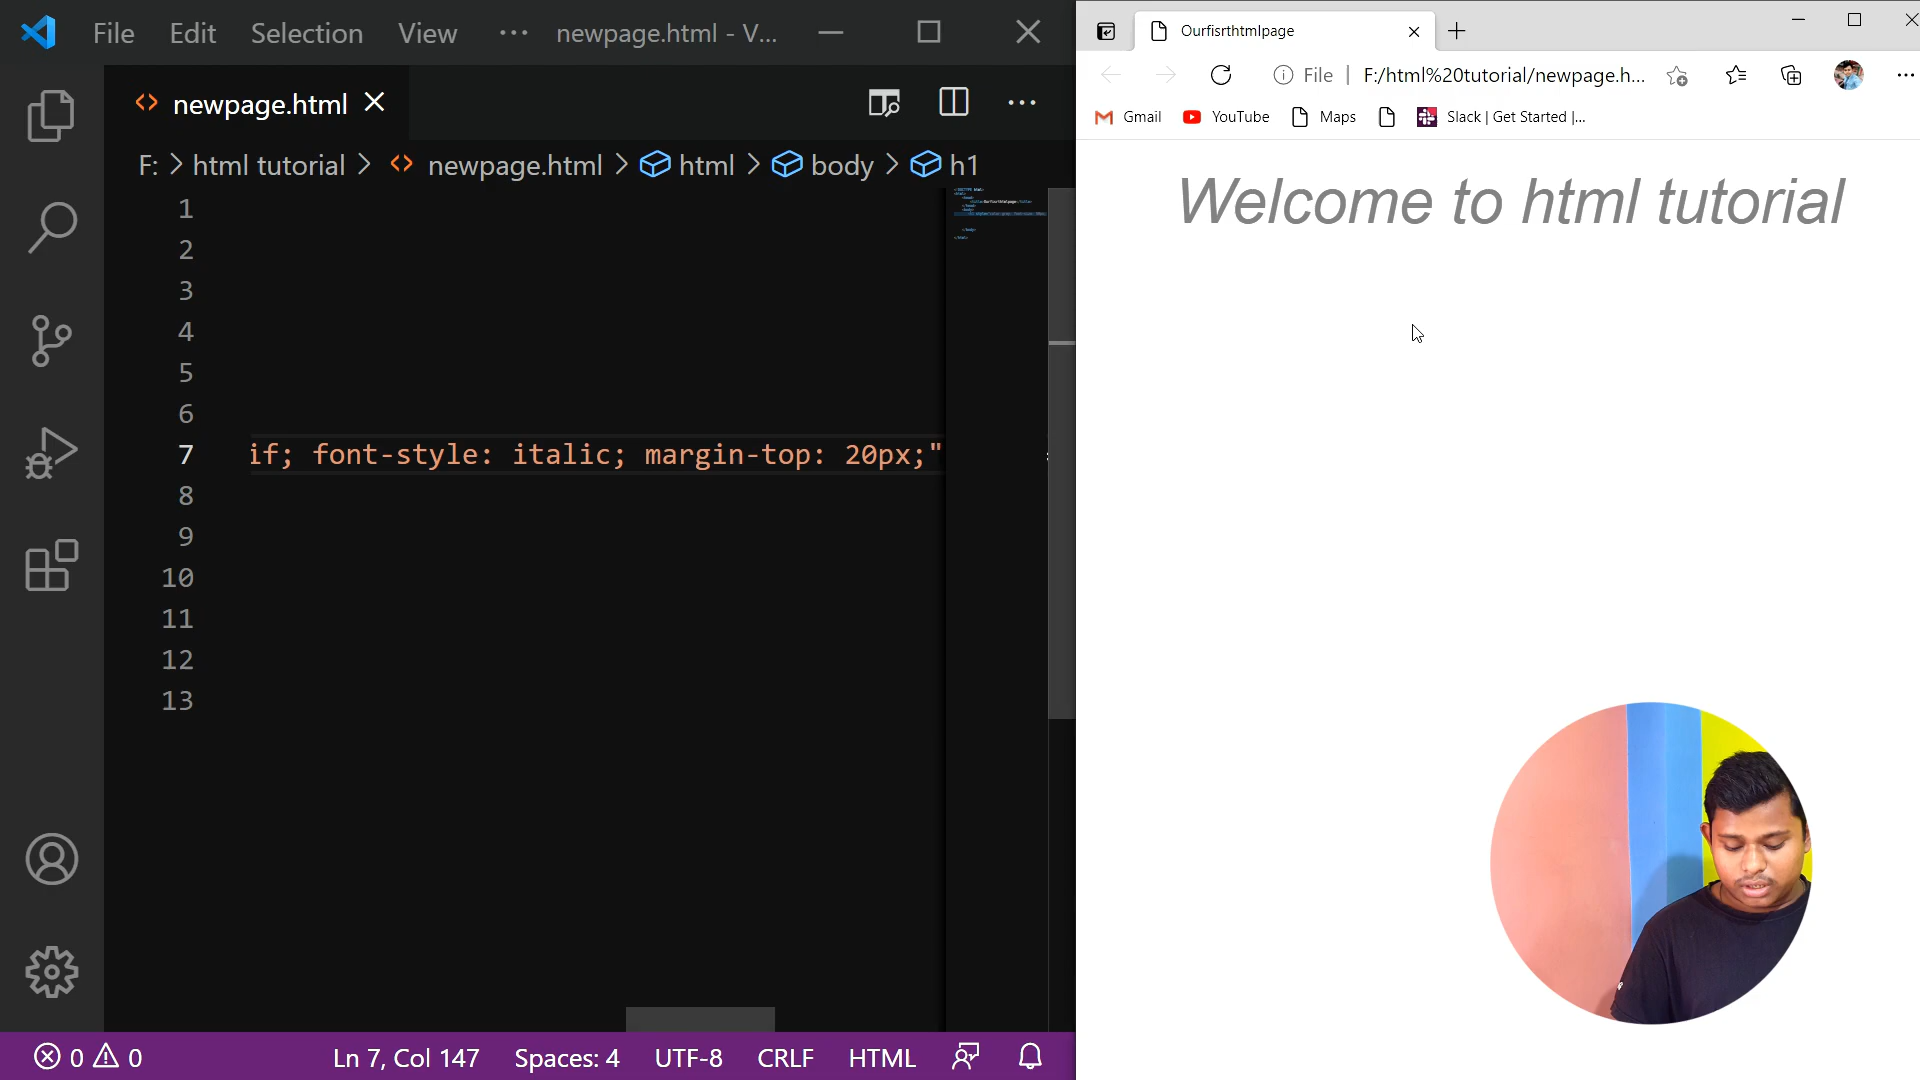 File Edit Selection View ··· newpage.html - V...
newpage.html
F: > html tutorial > newpage.html > html > body > h1
1
2
3
4
5
6
7 if; font-style: italic; margin-top: 20px;"
8
9
10
11
12
13
0 0 Ln 7, Col 147 Spaces: 4 UTF-8 CRLF HTML
Ourfisrthtmlpage
File F:/html%20tutorial/newpage.h...
Gmail YouTube Maps Slack | Get Started |...
Welcome to html tutorial